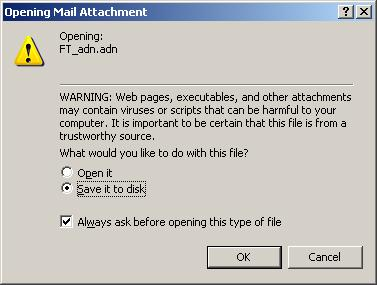 Opening Mail Attachment
Opening:
FT_adn.adn
WARNING: Web pages, executables, and other attachments
may contain viruses or scripts that can be harmful to your
computer. It is important to be certain that this file is from a
trustworthy source.
What would you like to do with this file?
Open it
Save it to disk
Always ask before opening this type of file
OK
Cancel